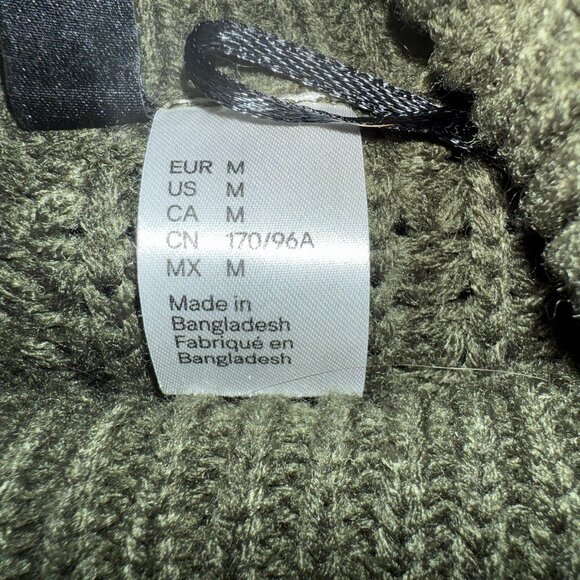 EUR M
US M
CA M
CN 170/96A
MX M
Made in
Bangladesh
Fabriqué en
Bangladesh